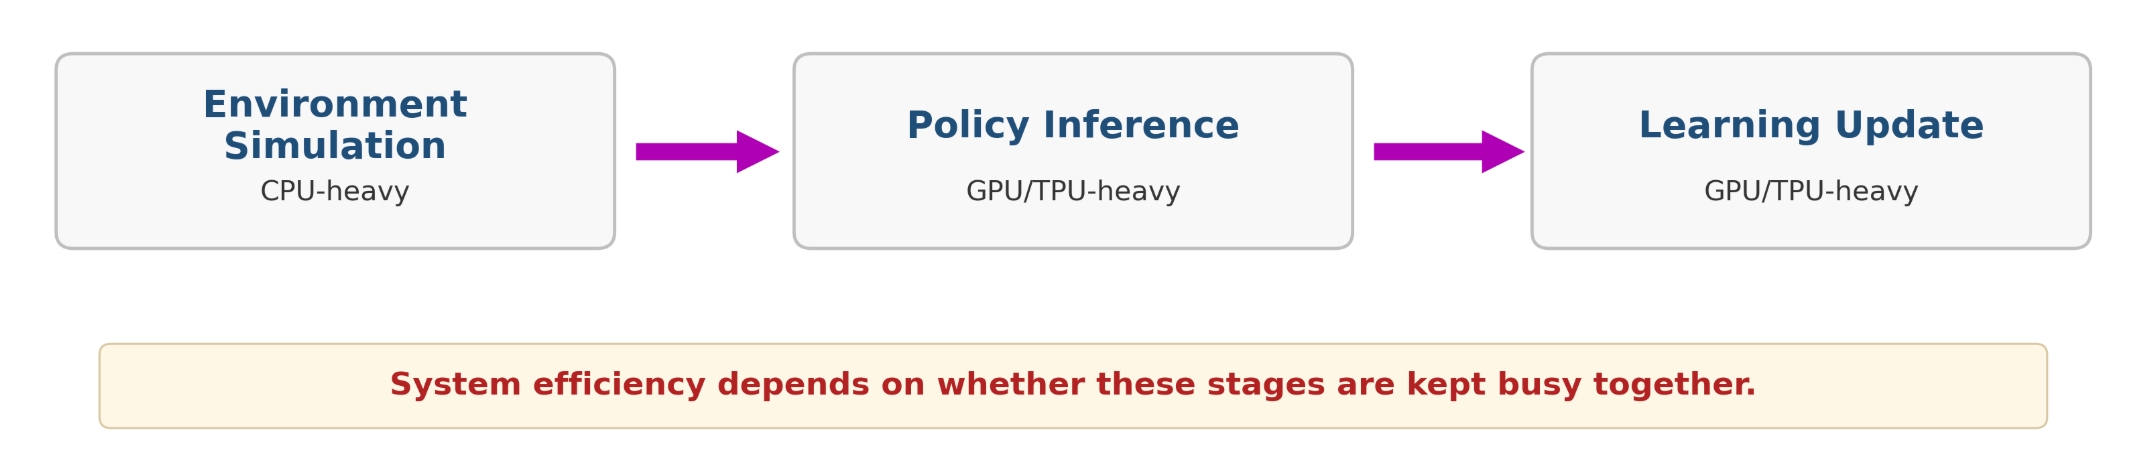 Environment
Simulation
CPU-heavy
Policy Inference
GPU/TPU-heavy
Learning Update
GPU/TPU-heavy
System efficiency depends on whether these stages are kept busy together.